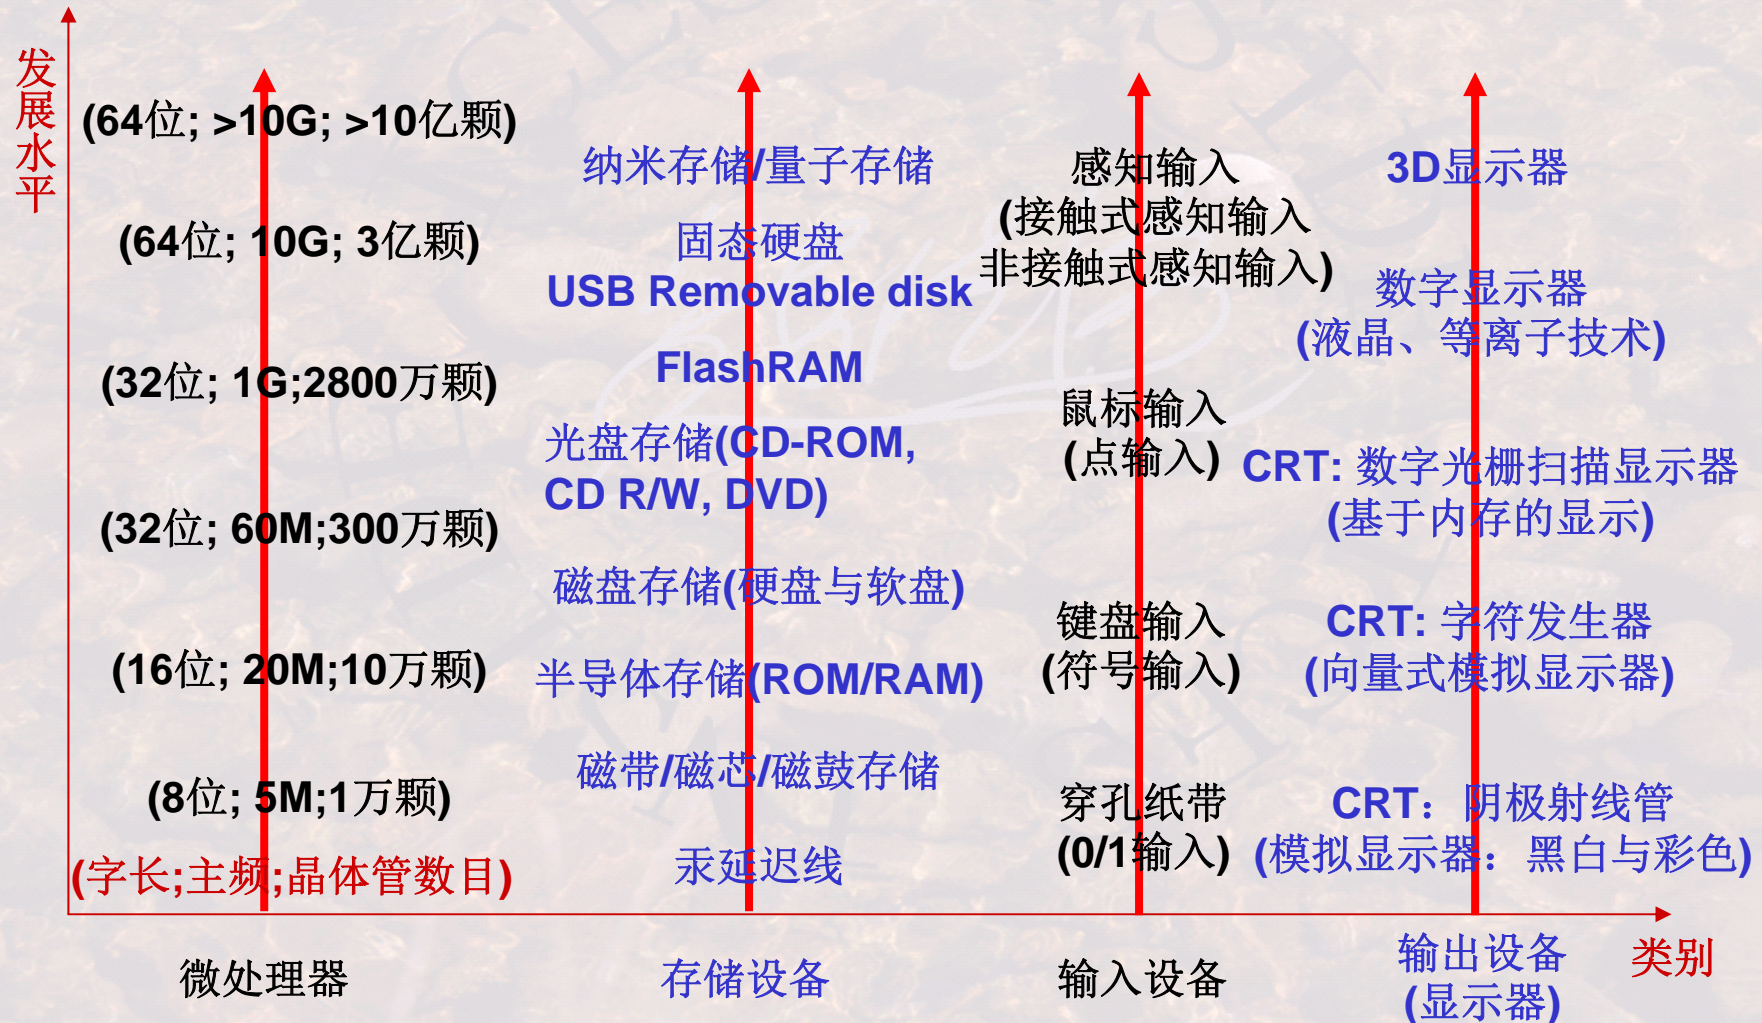 发展水平
(64位; >10G; >10亿颗)
(64位; 10G; 3亿颗)
(32位; 1G;2800万颗)
(32位; 60M;300万颗)
(16位; 20M;10万颗)
(8位; 5M;1万颗)
(字长;主频;晶体管数目)
微处理器
纳米存储/量子存储
固态硬盘
USB Removable disk
FlashRAM
光盘存储(CD-ROM,
CD R/W, DVD)
磁盘存储(硬盘与软盘)
半导体存储(ROM/RAM)
磁带/磁芯/磁鼓存储
汞延迟线
存储设备
感知输入
(接触式感知输入
非接触式感知输入)
鼠标输入
(点输入)
键盘输入
(符号输入)
穿孔纸带
(0/1输入)
输入设备
3D显示器
数字显示器
(液晶、等离子技术)
CRT: 数字光栅扫描显示器
(基于内存的显示)
CRT: 字符发生器
(向量式模拟显示器)
CRT：阴极射线管
(模拟显示器：黑白与彩色)
输出设备
(显示器)
类别